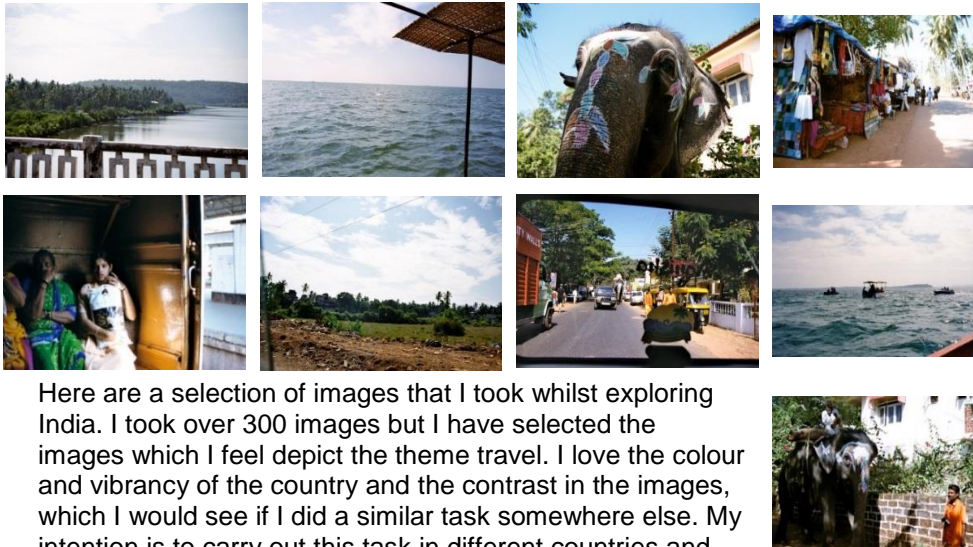 Here are a selection of images that I took whilst exploring
India. I took over 300 images but I have selected the
images which I feel depict the theme travel. I love the colour
and vibrancy of the country and the contrast in the images,
which I would see if I did a similar task somewhere else. My
intention is to carry out this task in different countries and